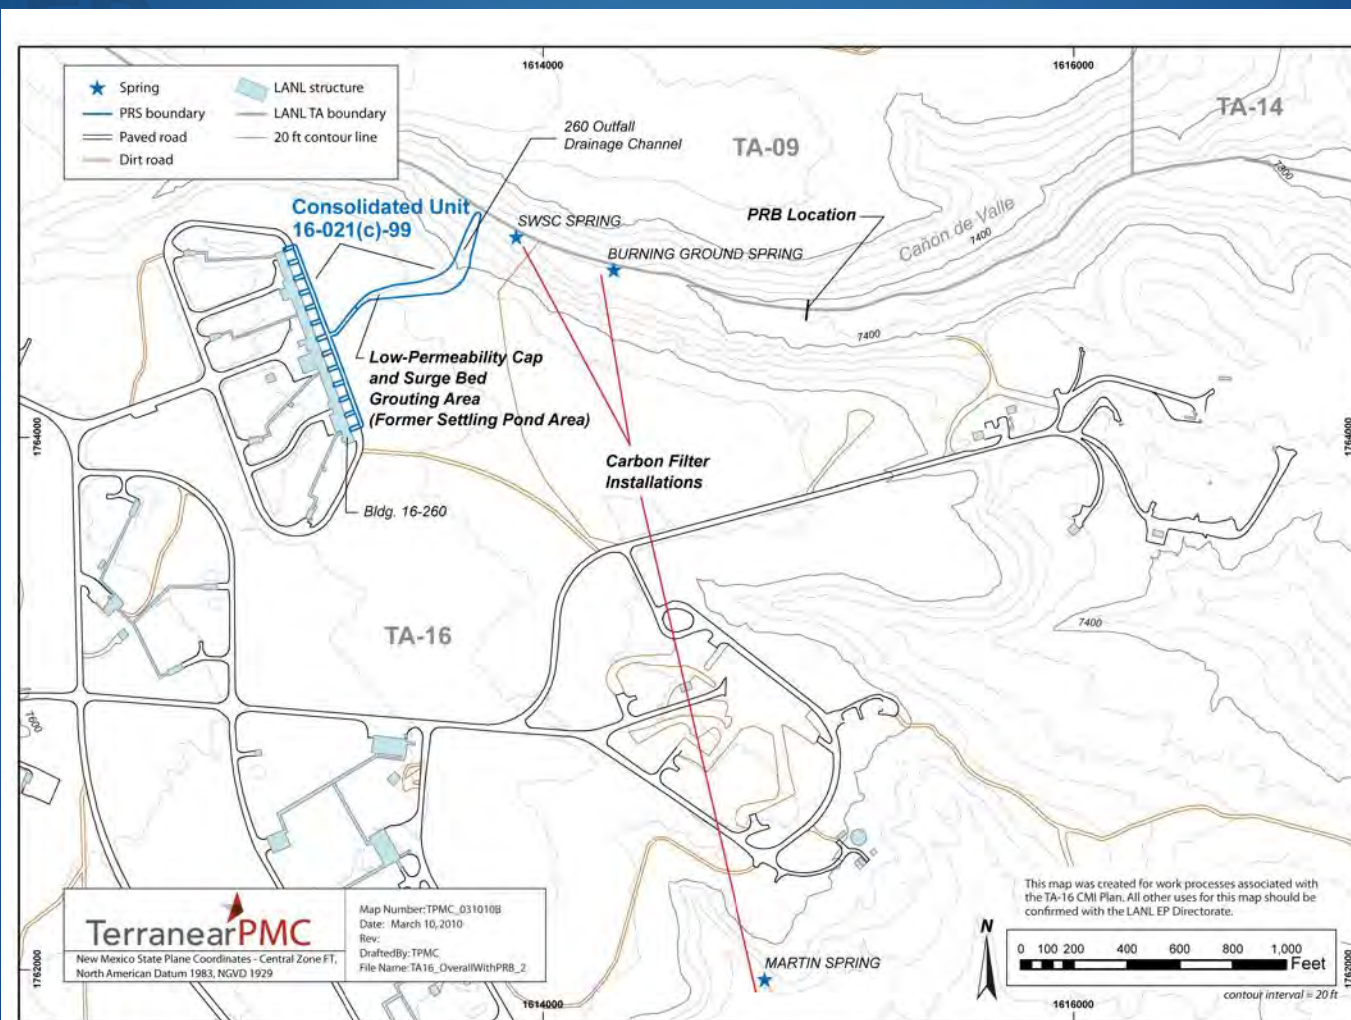 1614000
1616000
Spring
PRS boundary
Paved road
Dirt road
LANL structure
LANL TA boundary
20 ft contour line
260 Outfall
Drainage Channel
TA-09
TA-14
7300
Consolidated Unit
16-021(c)-99
SWSC SPRING
PRB Location
Cañon de Valle
7400
BURNING GROUND SPRING
7400
Low-Permeability Cap
and Surge Bed
Grouting Area
(Former Settling Pond Area)
1764000
1764000
Carbon Filter
Installations
Bldg. 16-260
TA-16
7400
7600
This map was created for work processes associated with
the TA-16 CMI Plan. All other uses for this map should be
confirmed with the LANL EP Directorate.
TerranearPMC
New Mexico State Plane Coordinates - Central Zone FT,
North American Datum 1983, NGVD 1929
Map Number: TPMC_031010B
Date: March 10, 2010
Rev:
DraftedBy: TPMC
File Name: TA16_OverallWithPRB_2
N
0 100 200 400 600 800 1,000
Feet
contour interval = 20 ft
MARTIN SPRING
1762000
1762000
1614000
1616000